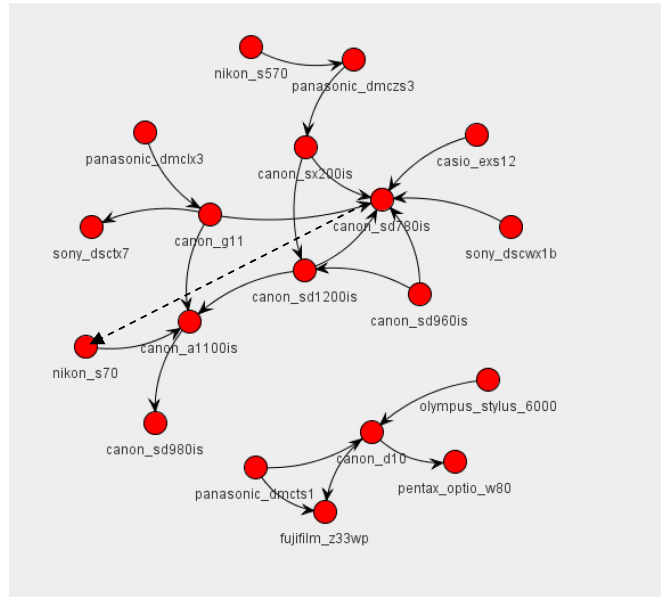 nikon_s570
panasonic_dmczs3
panasonic_dmclx3
canon_sx200is
casio_exs12
canon_g11
canon_sd780is
sony_dsctx7
sony_dscwx1b
canon_sd1200is
canon_sd960is
canon_a1100is
nikon_s70
olympus_stylus_6000
canon_sd980is
canon_d10
pentax_optio_w80
panasonic_dmcts1
fujifilm_z33wp